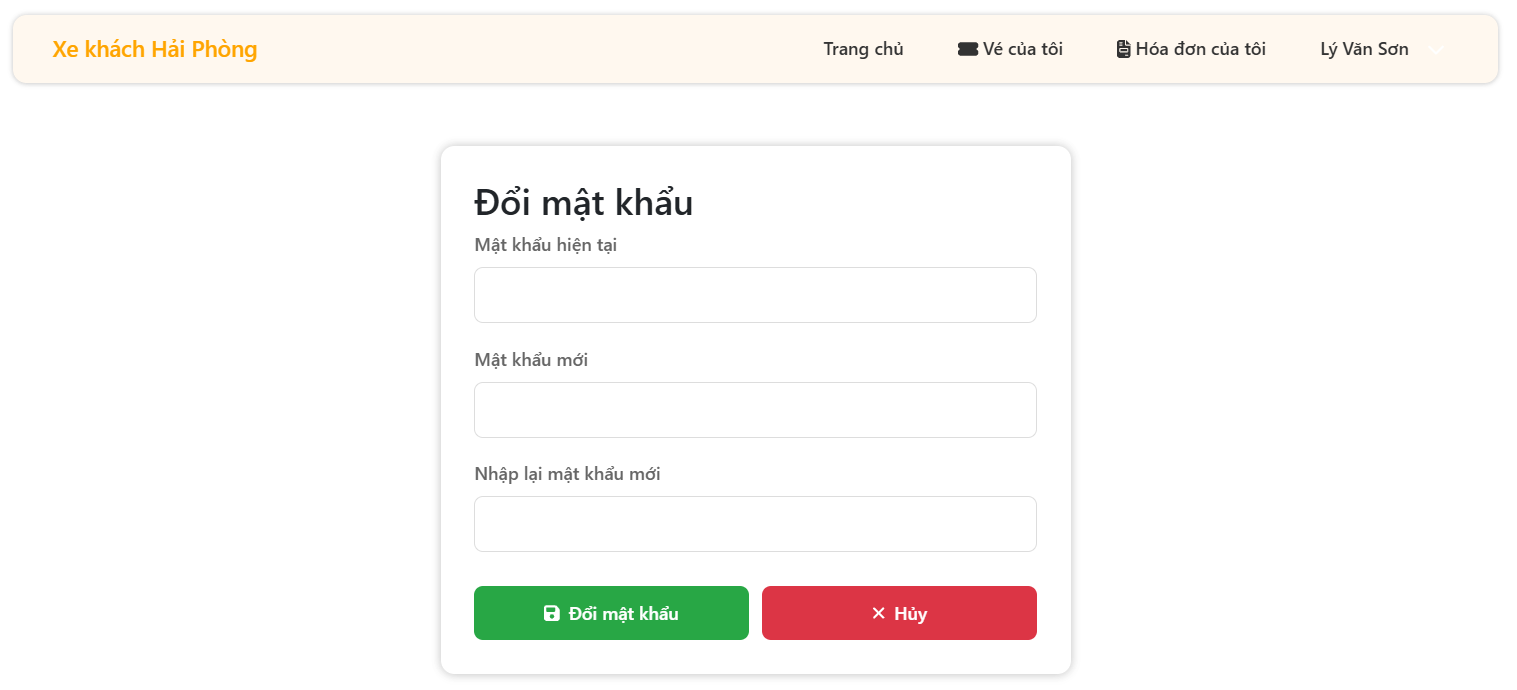 Xe khách Hải Phòng
Trang chủ
Vé của tôi
Hóa đơn của tôi
Lý Văn Sơn
Đổi mật khẩu
Mật khẩu hiện tại
Mật khẩu mới
Nhập lại mật khẩu mới
Đổi mật khẩu
Hủy